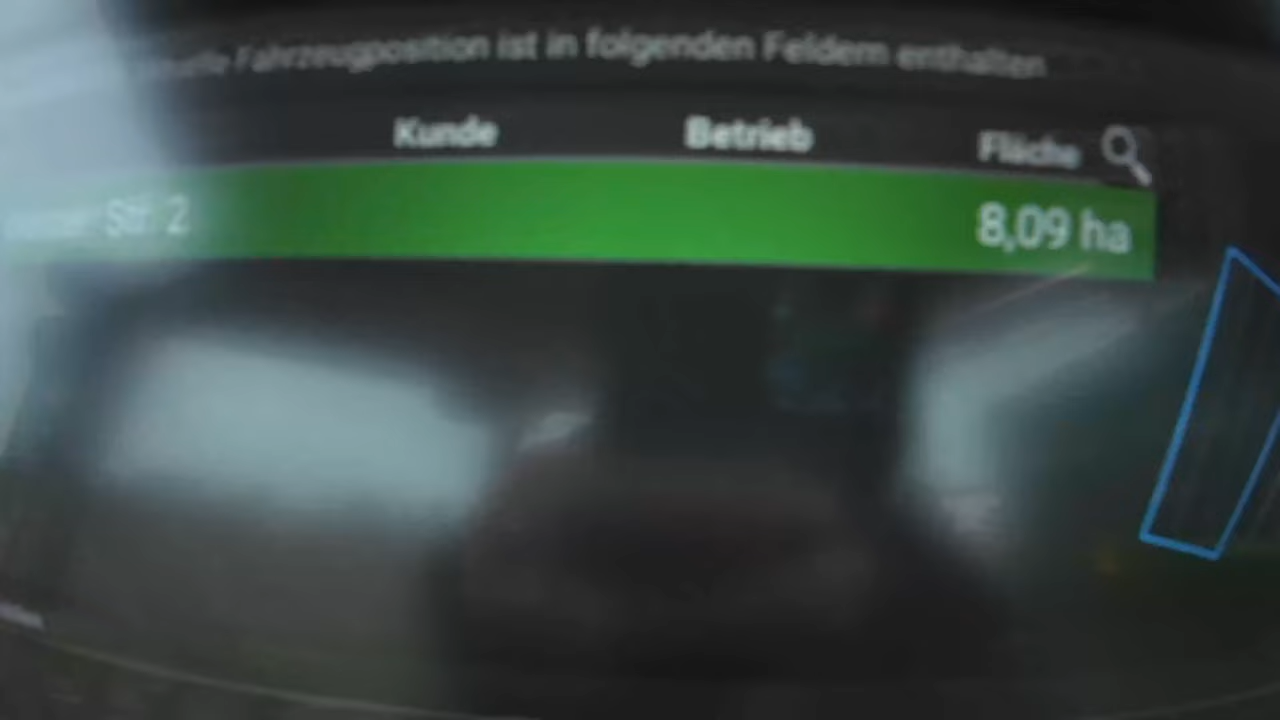 Fahrzeugposition ist in folgenden Feldern enthalten
Kunde Betrieb Fläche
Str. 2 8,09 ha